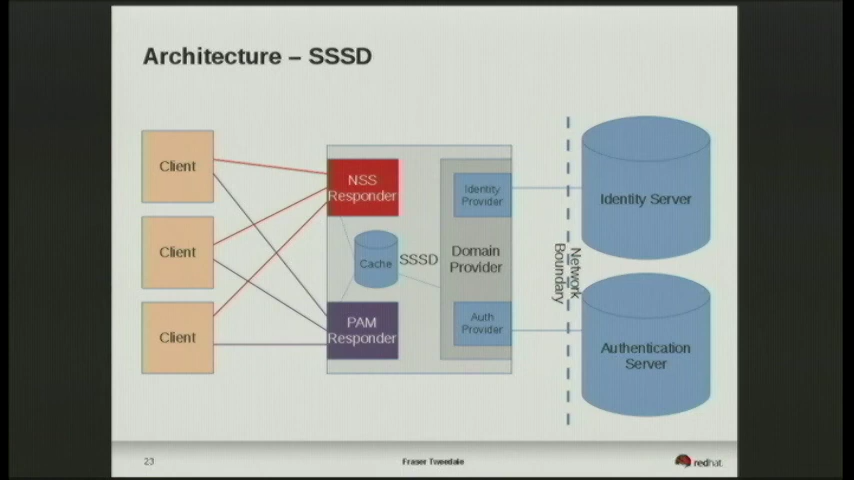 Architecture – SSSD
Client
Client
Client
NSS
Responder
Cache
SSSD
PAM
Responder
Identity
Provider
Domain
Provider
Auth
Provider
Network
Boundary
Identity Server
Authentication
Server
23
Fraser Tweedale
redhat.